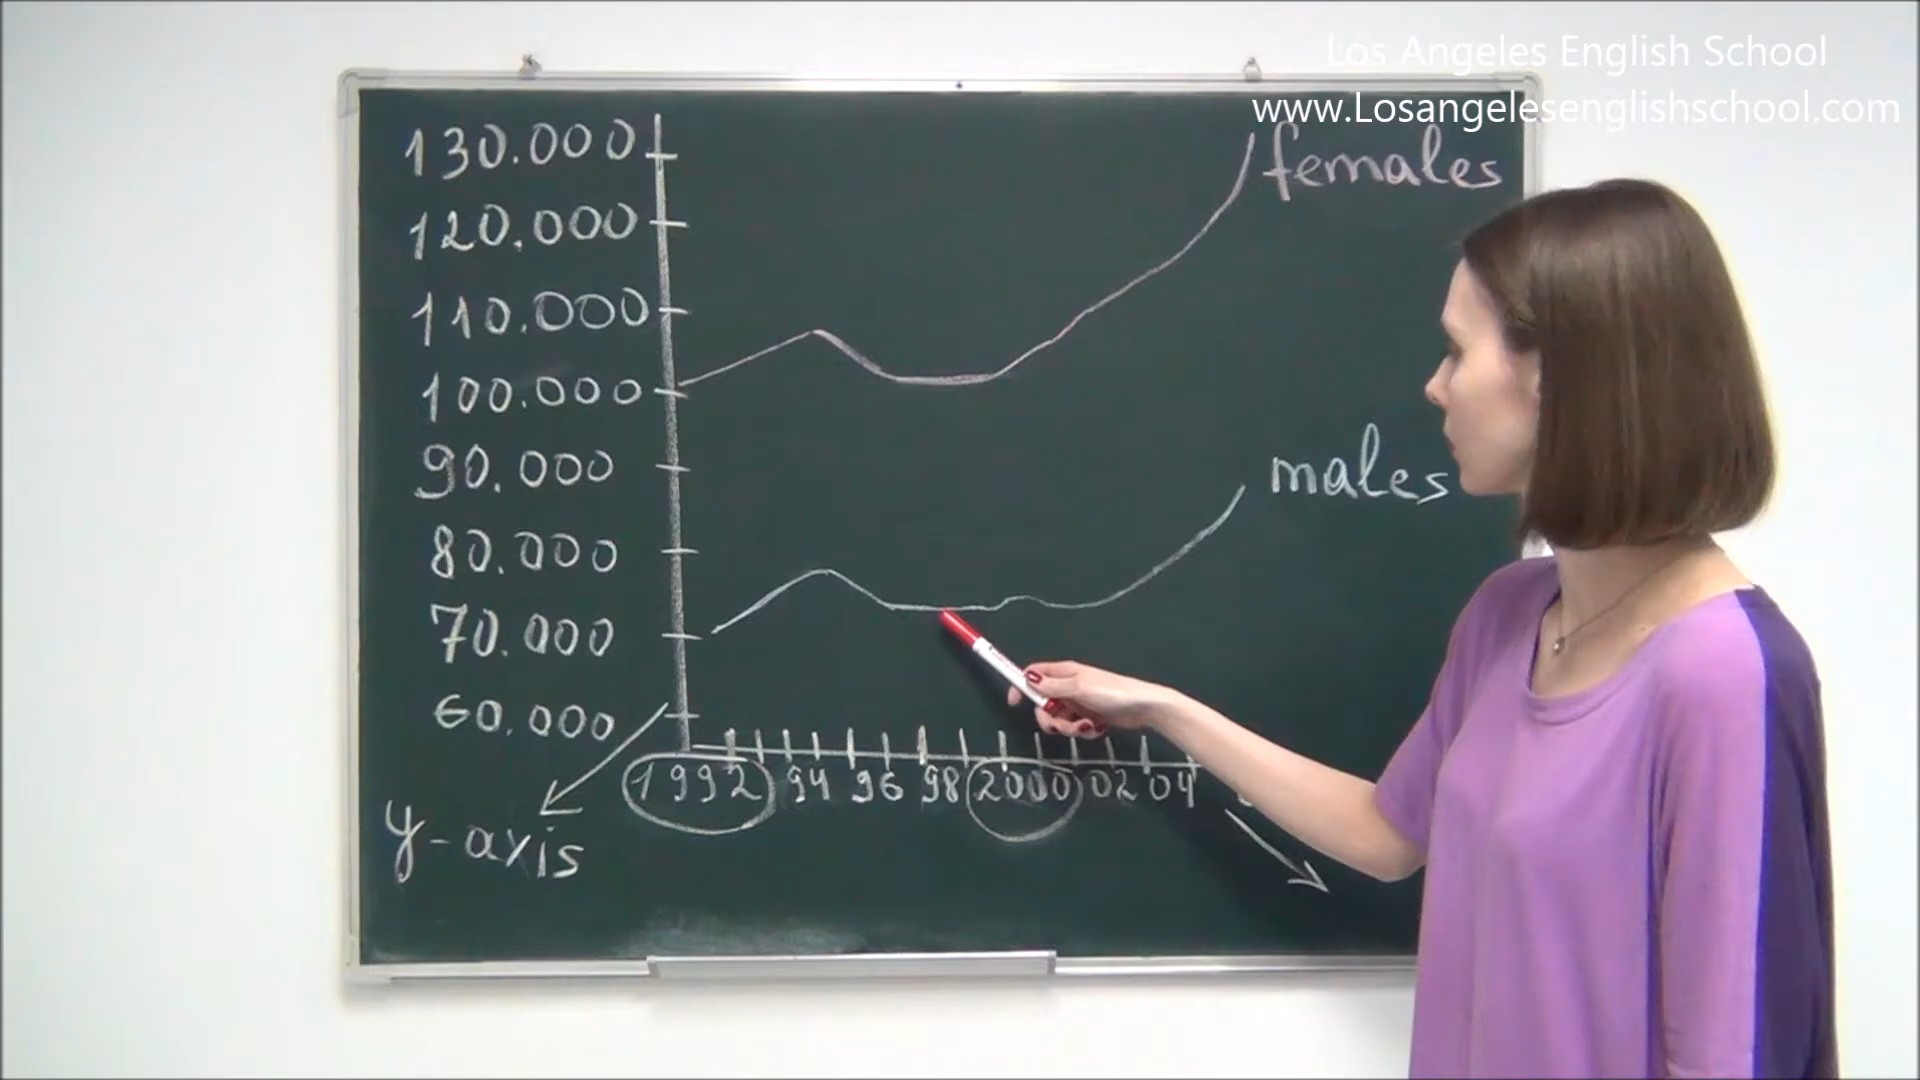 Los Angeles English School
www.Losangelesenglishschool.com
130.000
120.000
110.000
100.000
90.000
80.000
70.000
60.000
females
males
1992 94 96 98 2000 02 04
y-axis